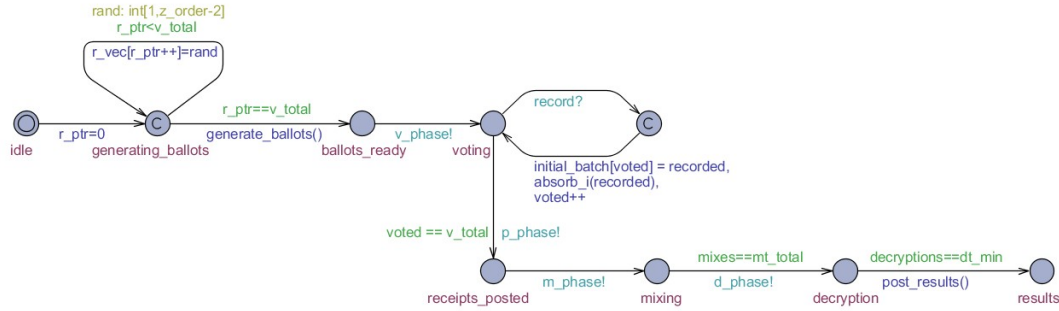 rand: int[1,z_order-2]
r_ptr<v_total
r_vec[r_ptr++]=rand
C
r_ptr=0
idle
generating_ballots
r_ptr==v_total
generate_ballots()
ballots_ready
v_phase!
voting
record?
C
initial_batch[voted] = recorded,
absorb_i(recorded),
voted++
voted == v_total
p_phase!
receipts_posted
m_phase!
mixing
mixes==mt_total
d_phase!
decryption
decryptions==dt_min
post_results()
results